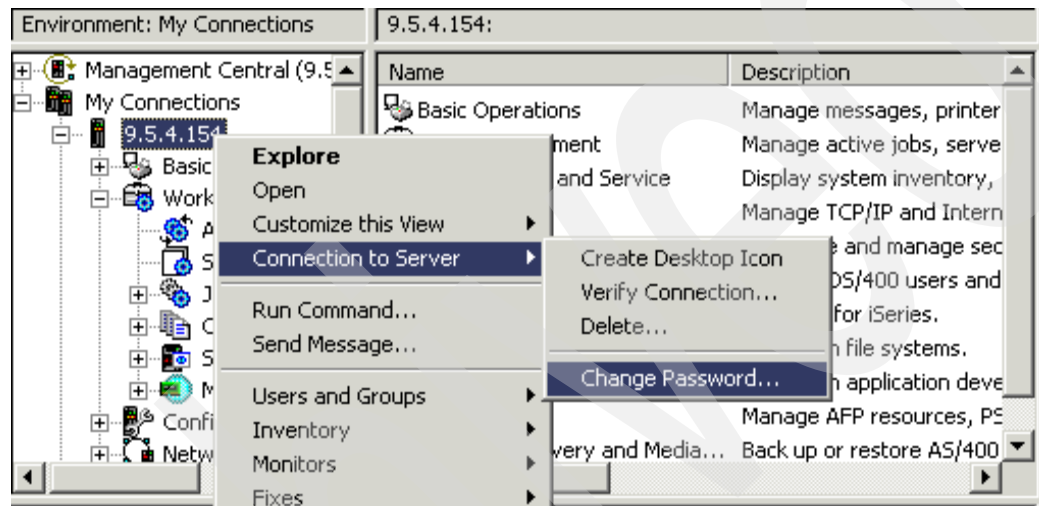 Environment: My Connections
9.5.4.154:
Management Central (9.5
My Connections
9.5.4.154
Basic
Work
A
S
J
C
S
M
Confi
Netw
Name
Description
Basic Operations
Manage messages, printer
ment
Manage active jobs, serve
and Service
Display system inventory,
Manage TCP/IP and Intern
e and manage sec
OS/400 users and
for iSeries.
n file systems.
n application deve
Manage AFP resources, PS
very and Media...
Back up or restore AS/400
Explore
Open
Customize this View
Connection to Server
Run Command...
Send Message...
Users and Groups
Inventory
Monitors
Fixes
Create Desktop Icon
Verify Connection...
Delete...
Change Password...